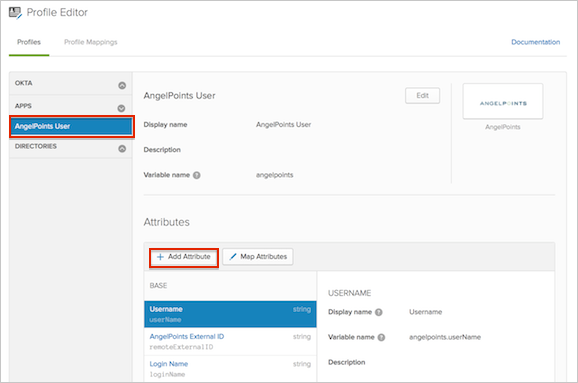 Profile Editor
Profiles
Profile Mappings
Documentation
OKTA
APPS
AngelPoints User
DIRECTORIES
AngelPoints User
Edit
ANGELPOINTS
AngelPoints
Display name
AngelPoints User
Description
Variable name ?
angelpoints
Attributes
+ Add Attribute
Map Attributes
BASE
Username string
userName
AngelPoints External ID string
remoteExternalID
Login Name string
loginName
USERNAME
Display name ?
Username
Variable name ?
angelpoints.userName
Description